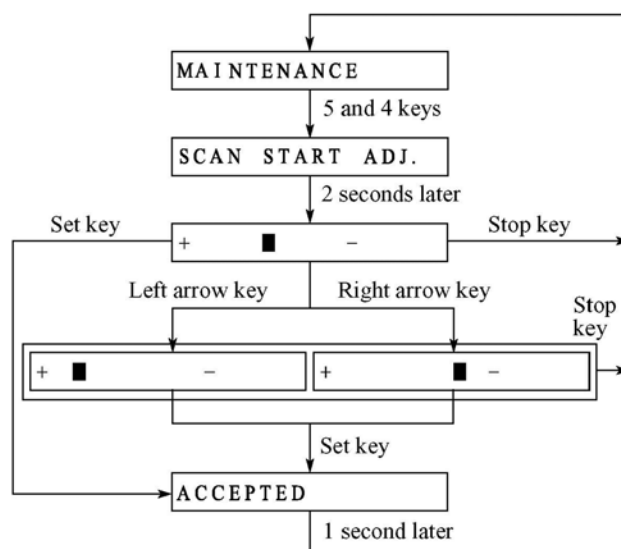 MAINTENANCE
5 and 4 keys
SCAN START ADJ.
2 seconds later
Set key
+ ■ −
Stop key
Left arrow key
Right arrow key
Stop
key
+ ■ −
+ ■ −
Set key
ACCEPTED
1 second later